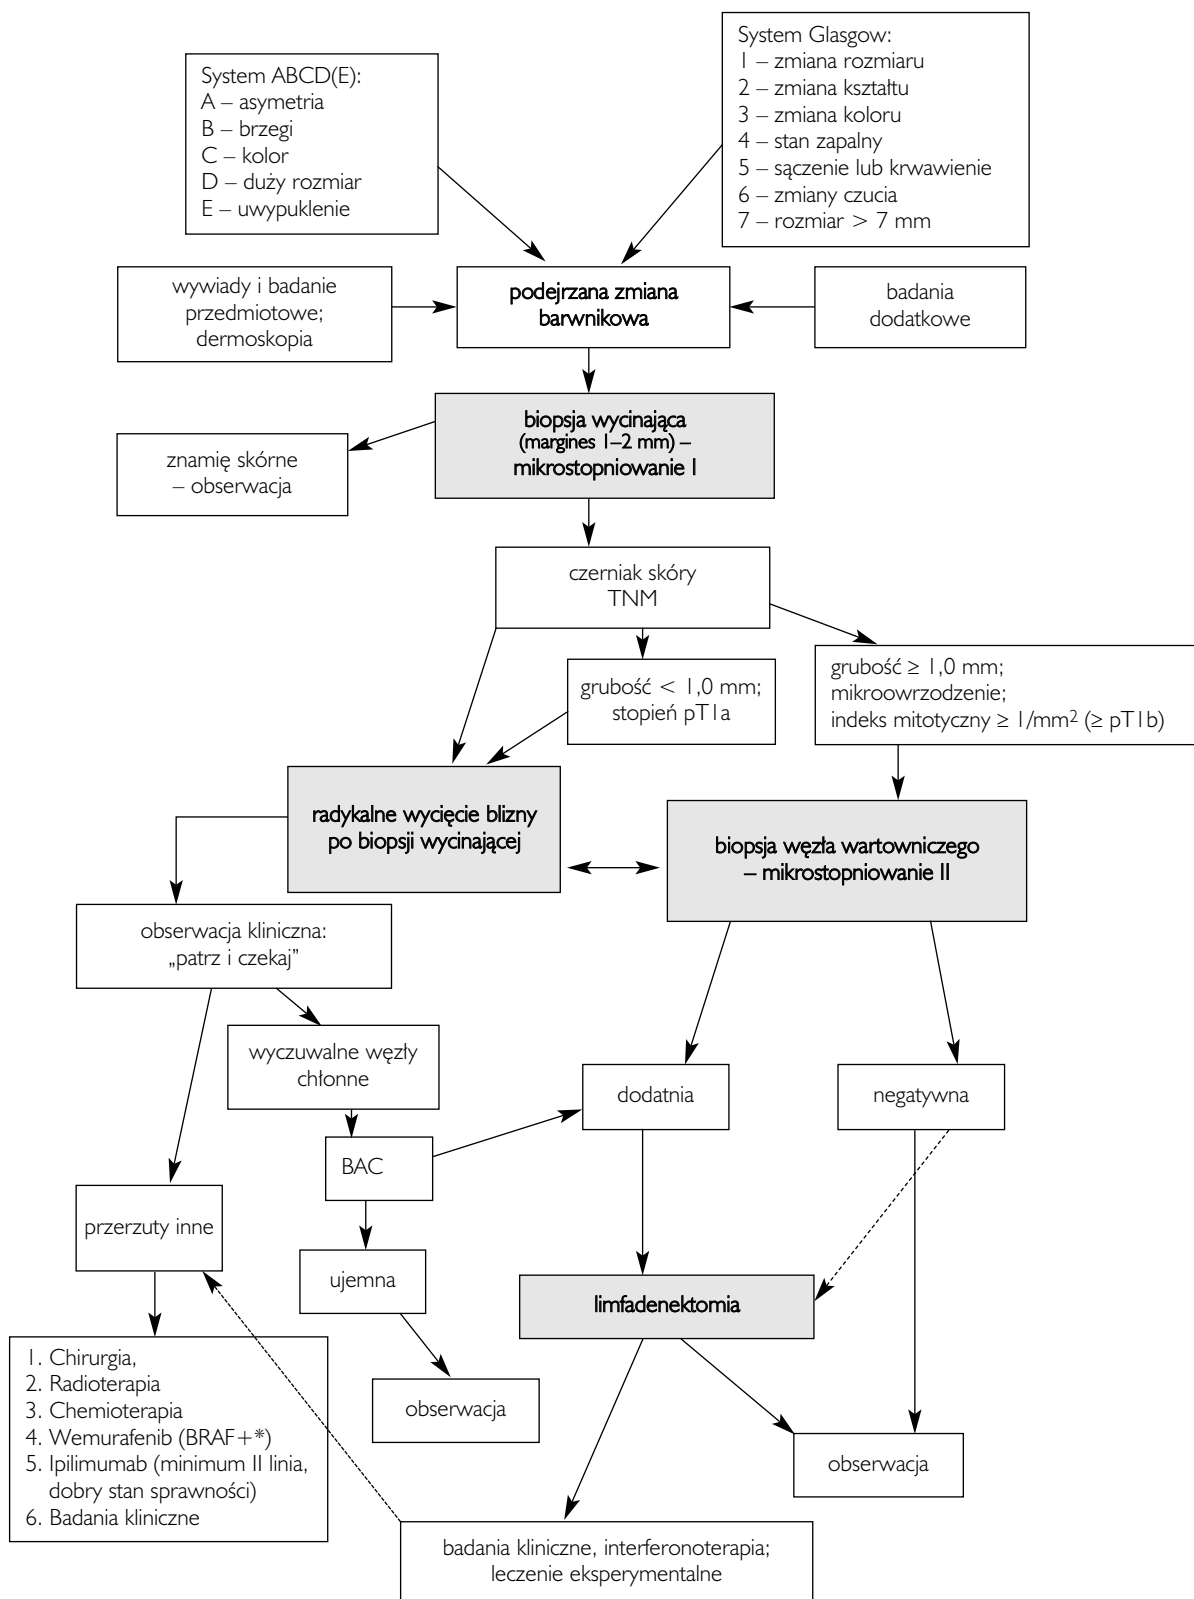 System ABCD(E):
A – asymetria
B – brzegi
C – kolor
D – duży rozmiar
E – uwypuklenie
System Glasgow:
1 – zmiana rozmiaru
2 – zmiana kształtu
3 – zmiana koloru
4 – stan zapalny
5 – sączenie lub krwawienie
6 – zmiany czucia
7 – rozmiar > 7 mm
wywiady i badanie
przedmiotowe;
dermoskopia
podejrzana zmiana
barwnikowa
badania
dodatkowe
biopsja wycinająca
(margines 1–2 mm) –
mikrostopniowanie I
znamię skórne
– obserwacja
czerniak skóry
TNM
grubość < 1,0 mm;
stopień pT1a
grubość ≥ 1,0 mm;
mikroowrzodzenie;
indeks mitotyczny ≥ 1/mm² (≥ pT1b)
radykalne wycięcie blizny
po biopsji wycinającej
biopsja węzła wartowniczego
– mikrostopniowanie II
obserwacja kliniczna:
„patrz i czekaj”
wyczuwalne węzły
chłonne
dodatnia
negatywna
BAC
przerzuty inne
ujemna
limfadenektomia
1. Chirurgia,
2. Radioterapia
3. Chemioterapia
4. Wemurafenib (BRAF+*)
5. Ipilimumab (minimum II linia,
dobry stan sprawności)
6. Badania kliniczne
obserwacja
obserwacja
badania kliniczne, interferonoterapia;
leczenie eksperymentalne